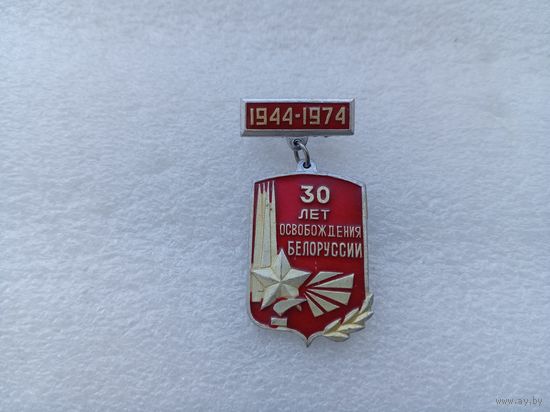 1944-1974
30
ЛЕТ
ОСВОБОЖДЕНИЯ
БЕЛОРУССИИ
www.ay.by